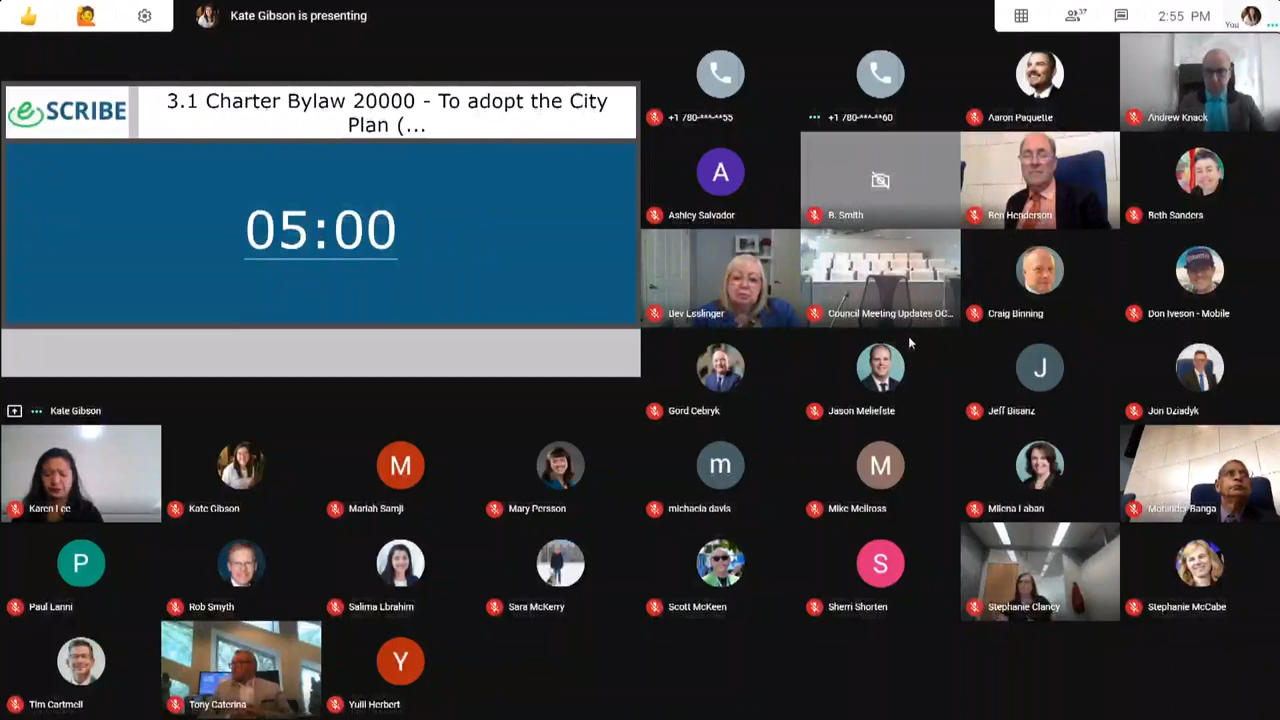 Kate Gibson is presenting
37
2:55 PM
You
eSCRIBE
3.1 Charter Bylaw 20000 - To adopt the City
Plan (...
05:00
+1 780-***-**55
+1 780-***-**60
Aaron Paquette
Andrew Knack
A
Ashley Salvador
B. Smith
Ben Henderson
Beth Sanders
Bev Esslinger
Council Meeting Updates OC...
Craig Binning
Don Iveson - Mobile
Gord Cebryk
Jason Meliefste
J
Jeff Bisanz
Jon Dziadyk
Kate Gibson
Karen Lee
Kate Gibson
M
Mariah Samji
Mary Persson
m
michaela davis
M
Mike Mellross
Milena Laban
Mohinder Banga
P
Paul Lanni
Rob Smyth
Salima Ebrahim
Sara McKerry
Scott McKeen
S
Sherri Shorten
Stephanie Clancy
Stephanie McCabe
Tim Cartmell
Tony Caterina
Y
Yulii Herbert